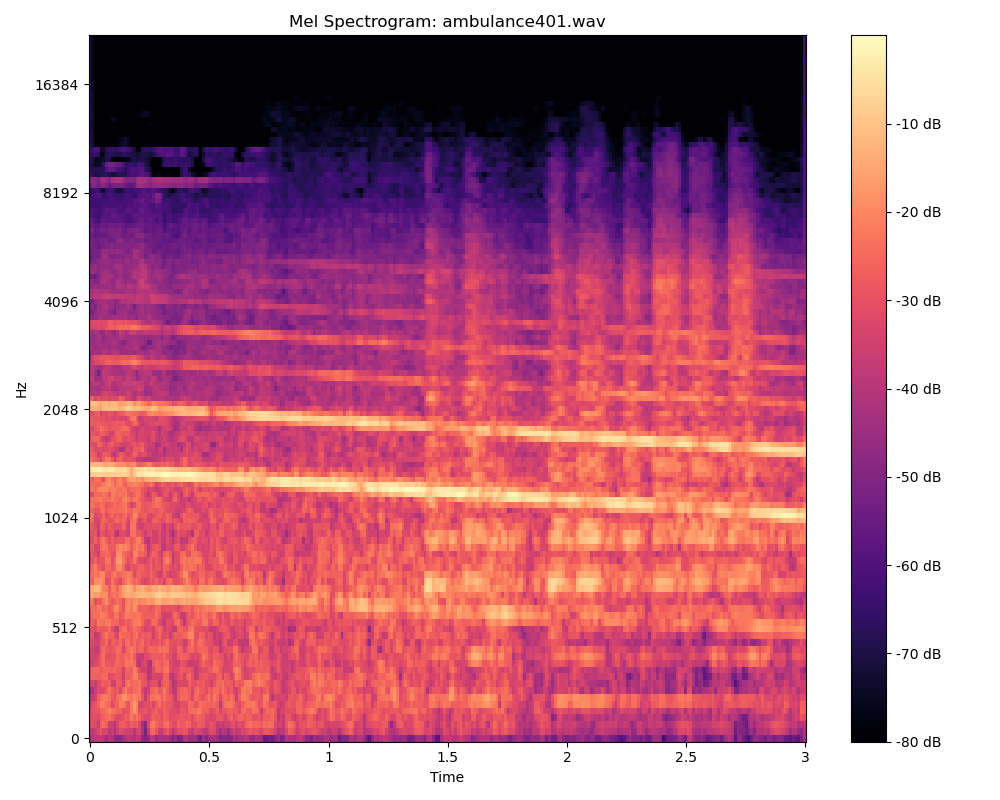 Mel Spectrogram: ambulance401.wav
16384
8192
4096
2048
1024
512
0
Hz
0
0.5
1
1.5
2
2.5
3
Time
-10 dB
-20 dB
-30 dB
-40 dB
-50 dB
-60 dB
-70 dB
-80 dB